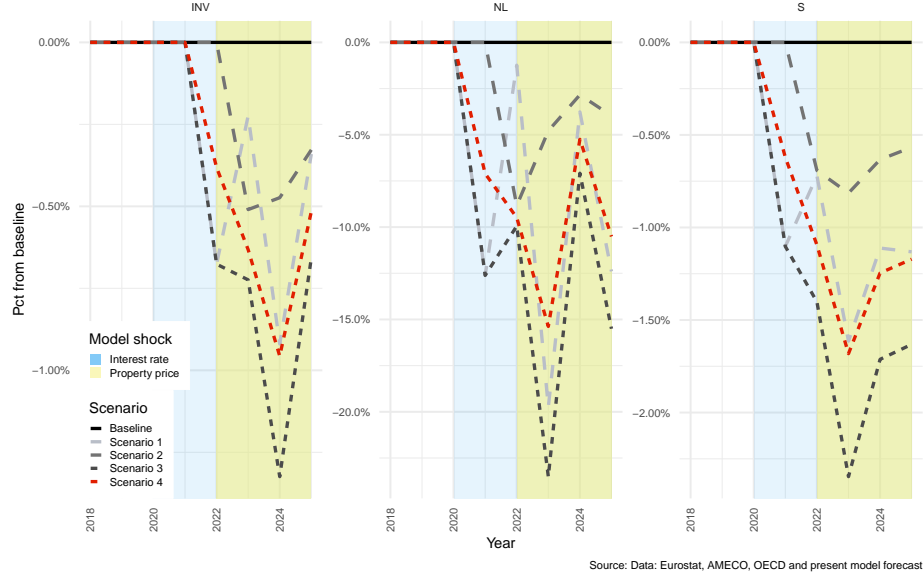 INV
NL
S
0.00%
−0.50%
−1.00%
0.0%
−5.0%
−10.0%
−15.0%
−20.0%
0.00%
−0.50%
−1.00%
−1.50%
−2.00%
Pct from baseline
Model shock
Interest rate
Property price
Scenario
Baseline
Scenario 1
Scenario 2
Scenario 3
Scenario 4
2018
2020
2022
2024
2018
2020
2022
2024
2018
2020
2022
2024
Year
Source: Data: Eurostat, AMECO, OECD and present model forecast